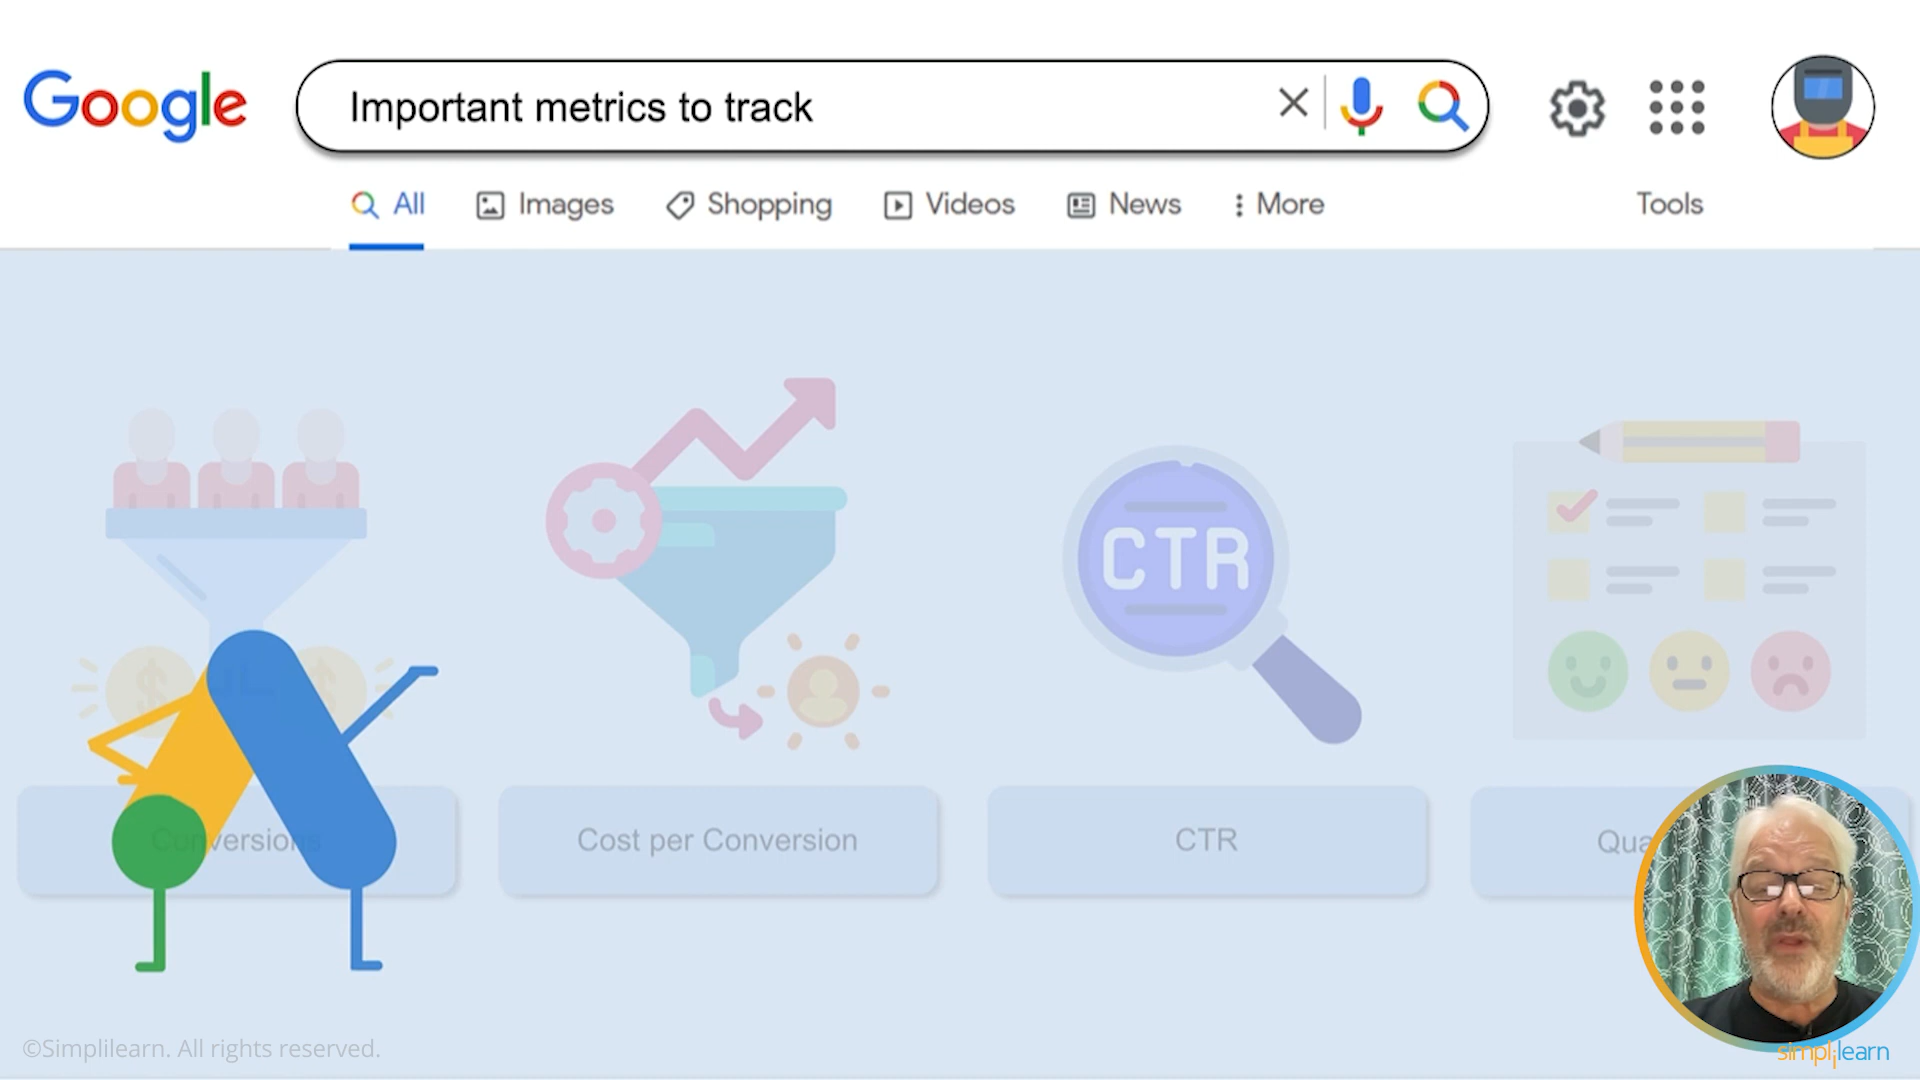 Google
Important metrics to track
All Images Shopping Videos News More Tools
CTR
Conversions
Cost per Conversion
CTR
©Simplilearn. All rights reserved.
simplilearn